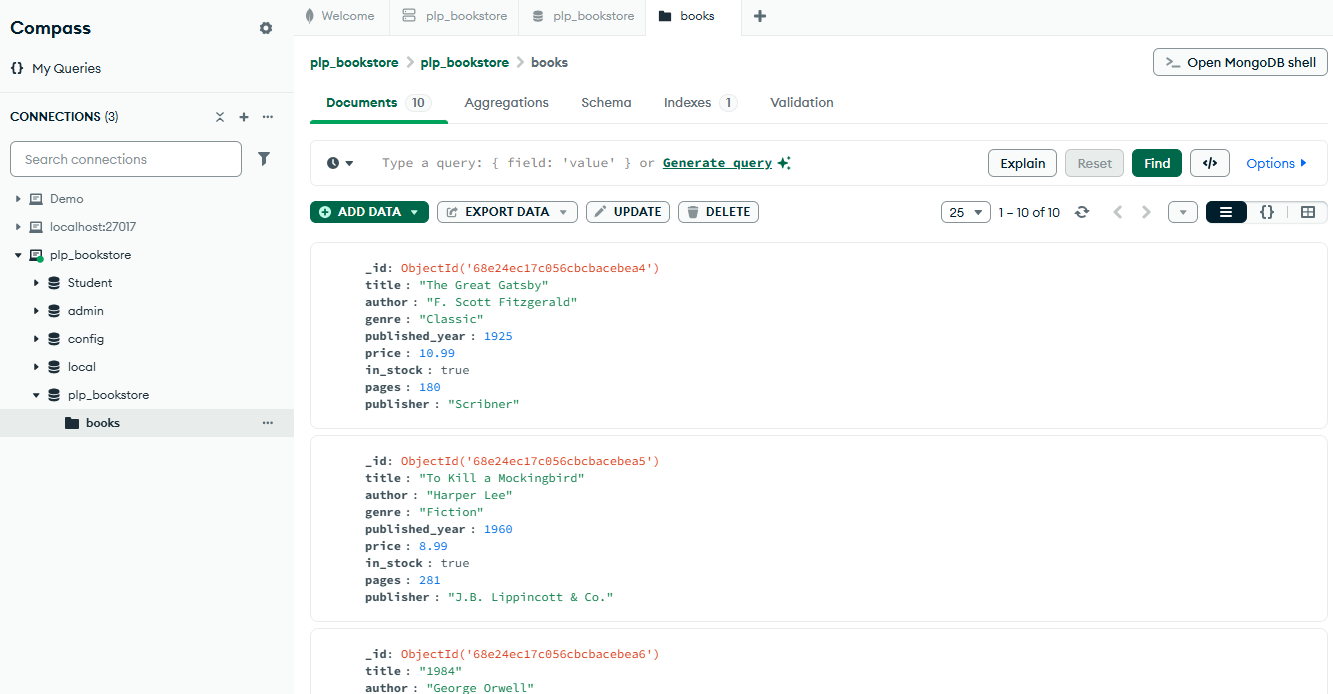 Compass
My Queries
CONNECTIONS (3)
Search connections
Demo
localhost:27017
plp_bookstore
Student
admin
config
local
plp_bookstore
books
Welcome
plp_bookstore
plp_bookstore
books
plp_bookstore > plp_bookstore > books
>_ Open MongoDB shell
Documents 10 Aggregations Schema Indexes 1 Validation
Type a query: { field: 'value' } or Generate query
Explain Reset Find </> Options
ADD DATA EXPORT DATA UPDATE DELETE
25 1 – 10 of 10 {}
_id: ObjectId('68e24ec17c056cbcbacebea4')
title : "The Great Gatsby"
author : "F. Scott Fitzgerald"
genre : "Classic"
published_year : 1925
price : 10.99
in_stock : true
pages : 180
publisher : "Scribner"
_id: ObjectId('68e24ec17c056cbcbacebea5')
title : "To Kill a Mockingbird"
author : "Harper Lee"
genre : "Fiction"
published_year : 1960
price : 8.99
in_stock : true
pages : 281
publisher : "J.B. Lippincott & Co."
_id: ObjectId('68e24ec17c056cbcbacebea6')
title : "1984"
author : "George Orwell"